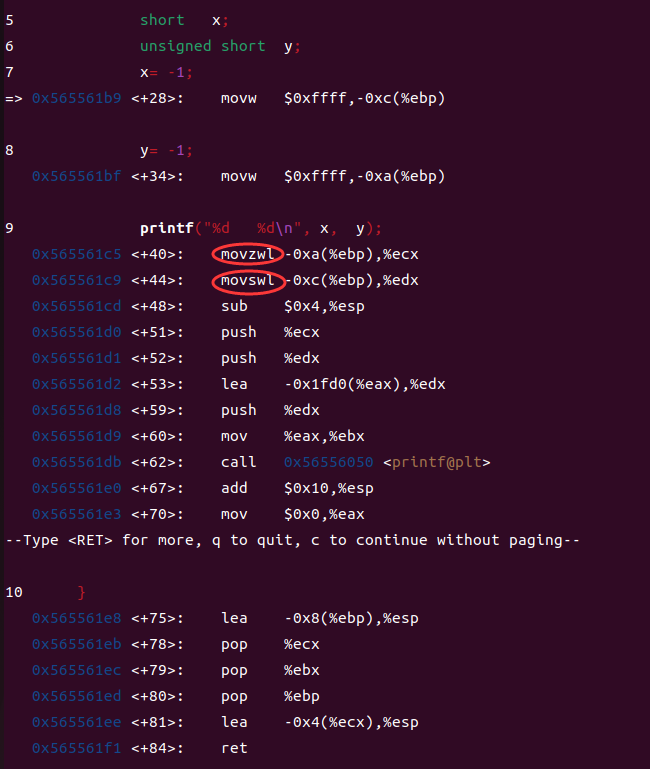 5 short x;
6 unsigned short y;
7 x= -1;
=> 0x565561b9 <+28>: movw $0xffff,-0xc(%ebp)
8 y= -1;
0x565561bf <+34>: movw $0xffff,-0xa(%ebp)
9 printf("%d %d\n", x, y);
0x565561c5 <+40>: movzwl -0xa(%ebp),%ecx
0x565561c9 <+44>: movswl -0xc(%ebp),%edx
0x565561cd <+48>: sub $0x4,%esp
0x565561d0 <+51>: push %ecx
0x565561d1 <+52>: push %edx
0x565561d2 <+53>: lea -0x1fd0(%eax),%edx
0x565561d8 <+59>: push %edx
0x565561d9 <+60>: mov %eax,%ebx
0x565561db <+62>: call 0x56556050 <printf@plt>
0x565561e0 <+67>: add $0x10,%esp
0x565561e3 <+70>: mov $0x0,%eax
--Type <RET> for more, q to quit, c to continue without paging--
10 }
0x565561e8 <+75>: lea -0x8(%ebp),%esp
0x565561eb <+78>: pop %ecx
0x565561ec <+79>: pop %ebx
0x565561ed <+80>: pop %ebp
0x565561ee <+81>: lea -0x4(%ecx),%esp
0x565561f1 <+84>: ret